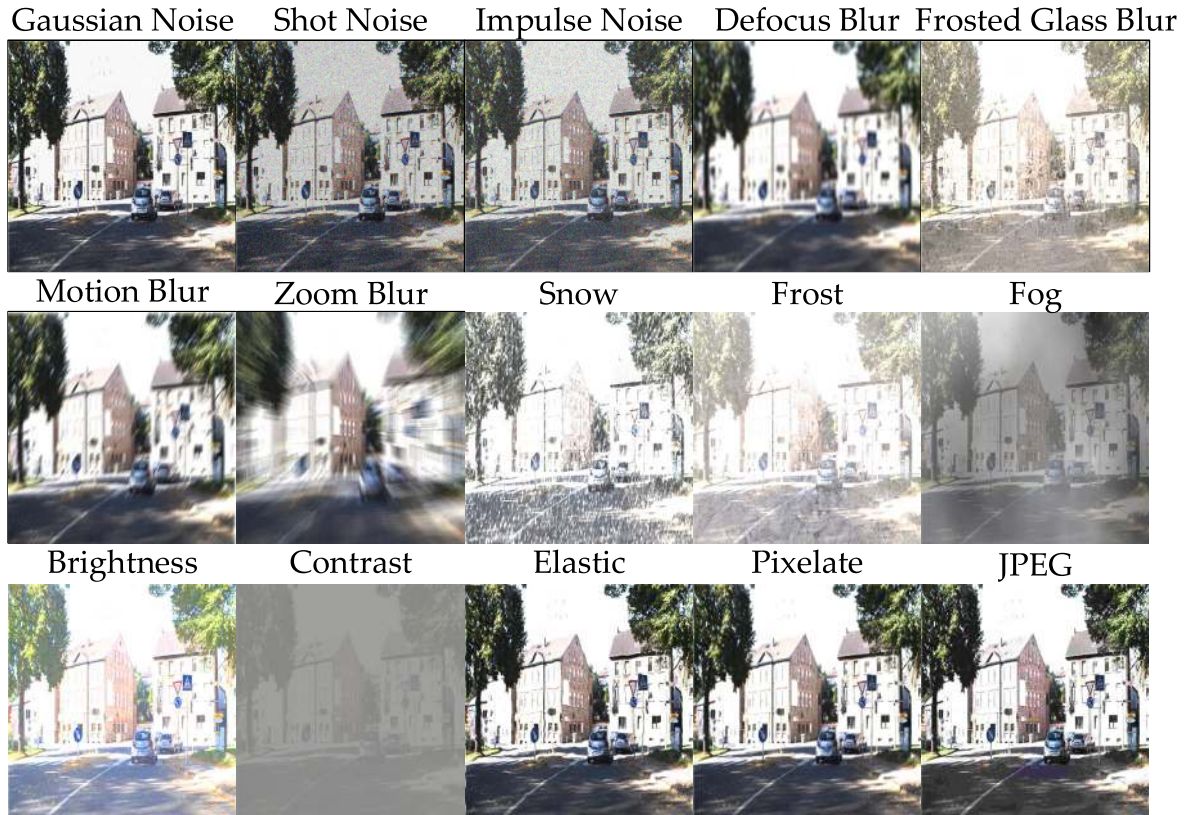 Gaussian Noise Shot Noise Impulse Noise Defocus Blur Frosted Glass Blur
Motion Blur Zoom Blur Snow Frost Fog
Brightness Contrast Elastic Pixelate JPEG